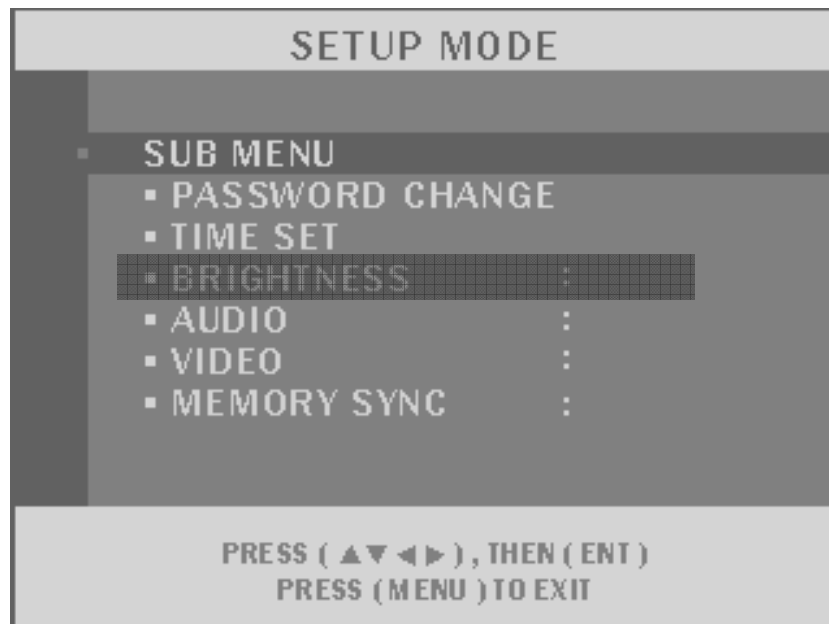 SETUP MODE
SUB MENU
▪ PASSWORD CHANGE
▪ TIME SET
▪ BRIGHTNESS :
▪ AUDIO :
▪ VIDEO :
▪ MEMORY SYNC :
PRESS ( ▲▼ ◀ ▶ ) , THEN ( ENT )
PRESS ( MENU ) TO EXIT